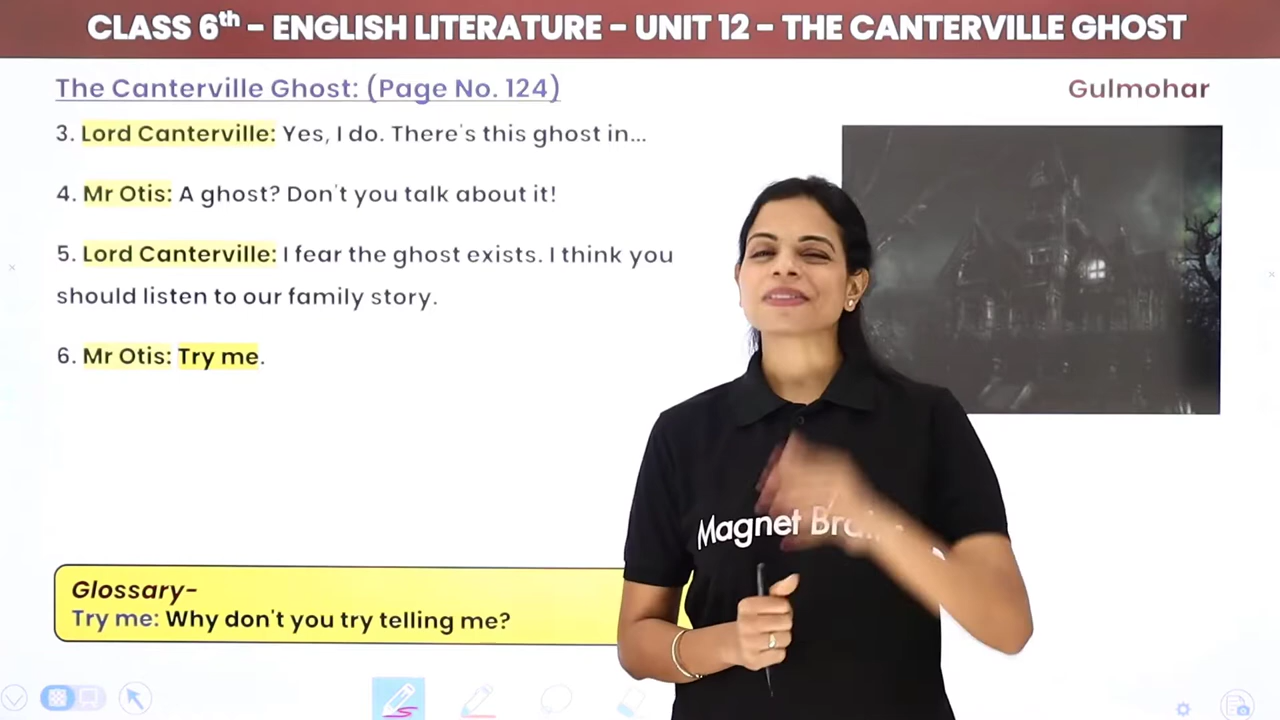 CLASS 6th - ENGLISH LITERATURE - UNIT 12 - THE CANTERVILLE GHOST
The Canterville Ghost: (Page No. 124)
Gulmohar
3. Lord Canterville: Yes, I do. There's this ghost in...
4. Mr Otis: A ghost? Don't you talk about it!
5. Lord Canterville: I fear the ghost exists. I think you
should listen to our family story.
6. Mr Otis: Try me.
Magnet
Glossary-
Try me: Why don't you try telling me?